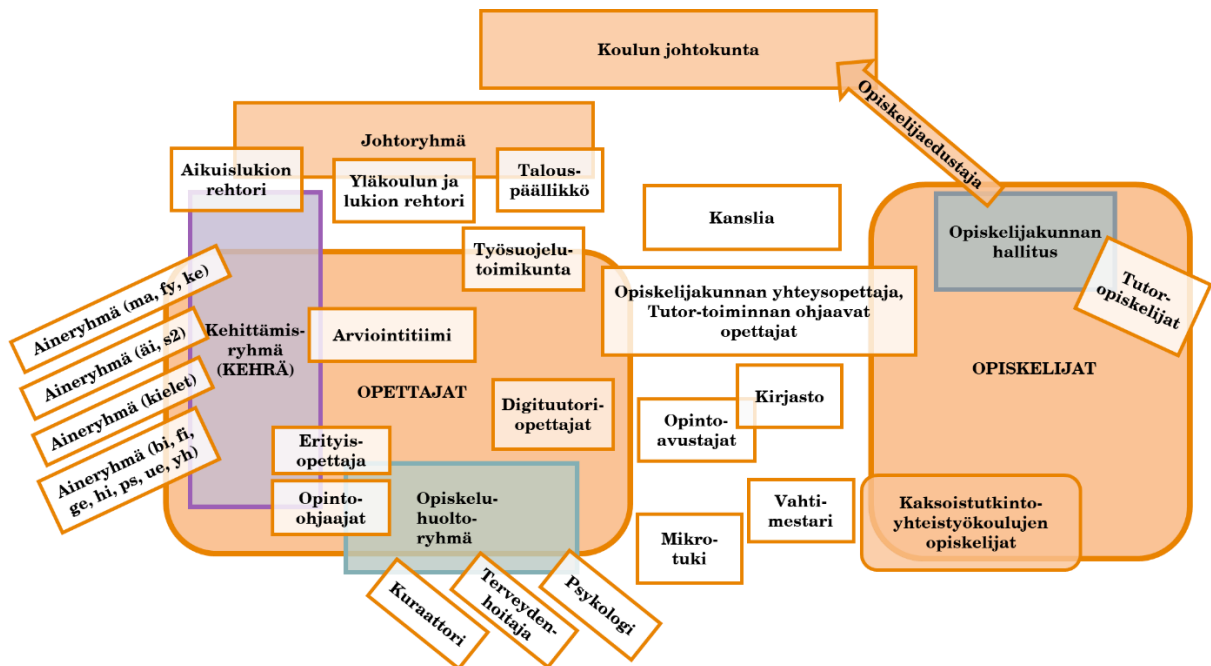 Koulun johtokunta
Opiskelijaedustaja
Johtoryhmä
Aikuislukion
rehtori
Yläkoulun ja
lukion rehtori
Talous-
päällikkö
Kanslia
Opiskelijakunnan
hallitus
Tutor-
opiskelijat
Työsuojelu-
toimikunta
Opiskelijakunnan yhteysopettaja,
Tutor-toiminnan ohjaavat
opettajat
Aineryhmä (ma, fy, ke)
Aineryhmä (äi, s2)
Aineryhmä (kielet)
Aineryhmä (bi, fi,
ge, hi, ps, ue, yh)
Kehittämis-
ryhmä
(KEHRÄ)
Arviointitiimi
OPETTAJAT
OPISKELIJAT
Digituutori-
opettajat
Kirjasto
Opinto-
avustajat
Erityis-
opettaja
Opinto-
ohjaajat
Opiskelu-
huolto-
ryhmä
Vahti-
mestari
Kaksoistutkinto-
yhteistyökoulujen
opiskelijat
Mikro-
tuki
Kuraattori
Terveyden-
hoitaja
Psykologi